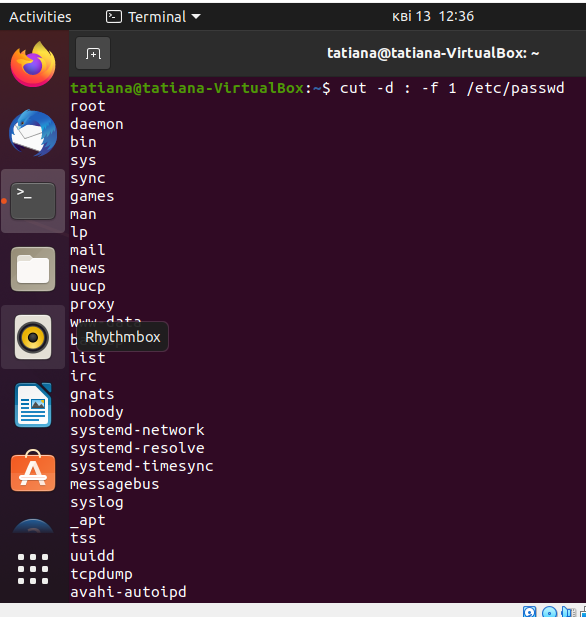 Activities Terminal кві 13 12:36
tatiana@tatiana-VirtualBox: ~
tatiana@tatiana-VirtualBox:~$ cut -d : -f 1 /etc/passwd
root
daemon
bin
sys
sync
games
man
lp
mail
news
uucp
proxy
www-data
Rhythmbox
list
irc
gnats
nobody
systemd-network
systemd-resolve
systemd-timesync
messagebus
syslog
_apt
tss
uuidd
tcpdump
avahi-autoipd